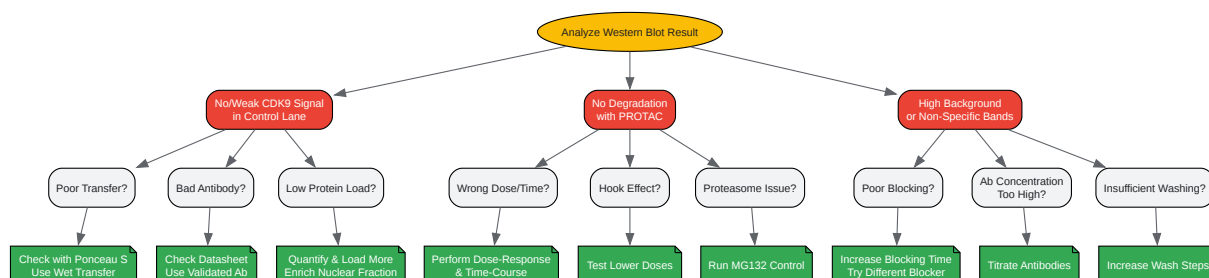 Analyze Western Blot Result
No/Weak CDK9 Signal
in Control Lane
No Degradation
with PROTAC
High Background
or Non-Specific Bands
Poor Transfer?
Bad Antibody?
Low Protein Load?
Wrong Dose/Time?
Hook Effect?
Proteasome Issue?
Poor Blocking?
Ab Concentration
Too High?
Insufficient Washing?
Check with Ponceau S
Use Wet Transfer
Check Datasheet
Use Validated Ab
Quantify & Load More
Enrich Nuclear Fraction
Perform Dose-Response
& Time-Course
Test Lower Doses
Run MG132 Control
Increase Blocking Time
Try Different Blocker
Titrate Antibodies
Increase Wash Steps